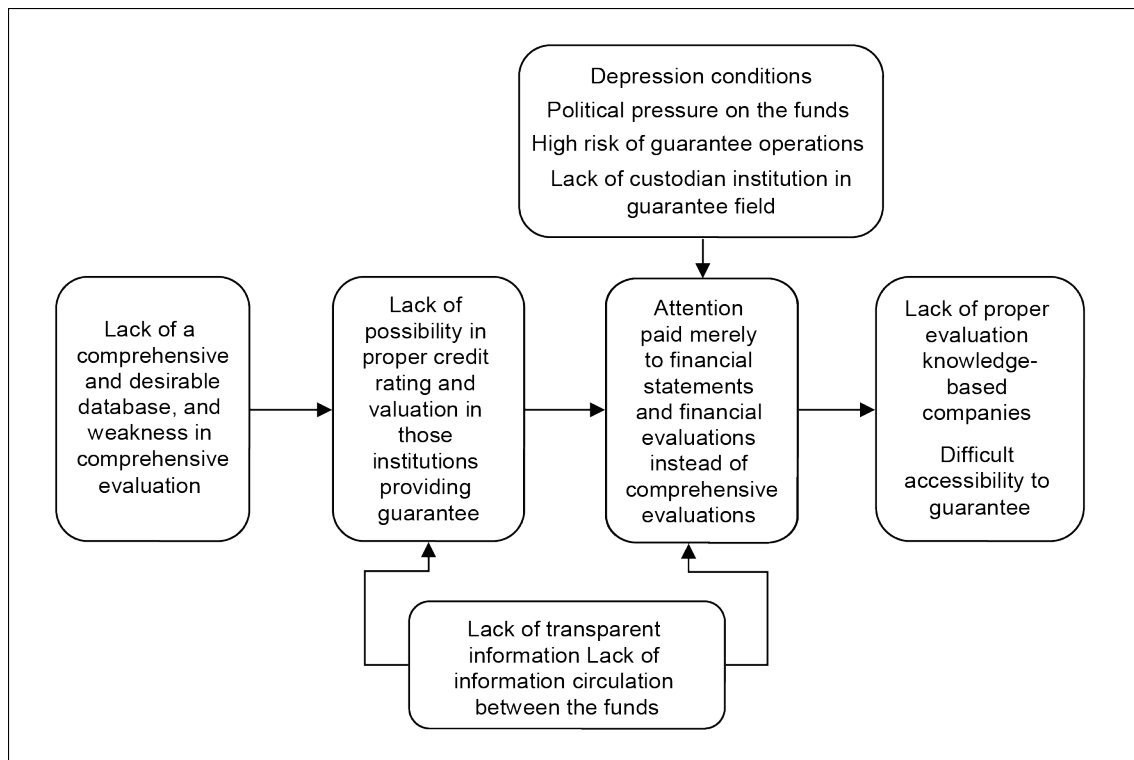 Depression conditions
Political pressure on the funds
High risk of guarantee operations
Lack of custodian institution in
guarantee field
Lack of a
comprehensive
and desirable
database, and
weakness in
comprehensive
evaluation
Lack of
possibility in
proper credit
rating and
valuation in
those
institutions
providing
guarantee
Attention
paid merely
to financial
statements
and financial
evaluations
instead of
comprehensive
evaluations
Lack of proper
evaluation
knowledge-
based
companies
Difficult
accessibility to
guarantee
Lack of transparent
information Lack of
information circulation
between the funds